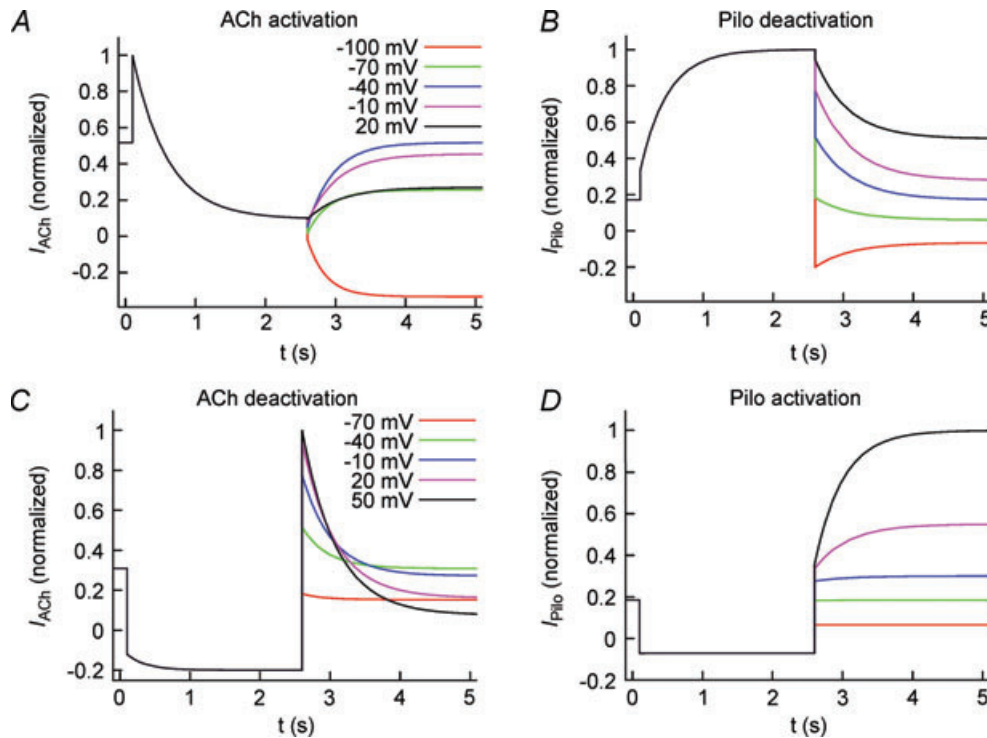 A
ACh activation
-100 mV
-70 mV
-40 mV
-10 mV
20 mV
1
0.8
0.6
0.4
0.2
0
-0.2
I_ACh (normalized)
0 1 2 3 4 5
t (s)
B
Pilo deactivation
1
0.8
0.6
0.4
0.2
0
-0.2
I_Pilo (normalized)
0 1 2 3 4 5
t (s)
C
ACh deactivation
-70 mV
-40 mV
-10 mV
20 mV
50 mV
1
0.8
0.6
0.4
0.2
0
-0.2
I_ACh (normalized)
0 1 2 3 4 5
t (s)
D
Pilo activation
1
0.8
0.6
0.4
0.2
0
-0.2
I_Pilo (normalized)
0 1 2 3 4 5
t (s)